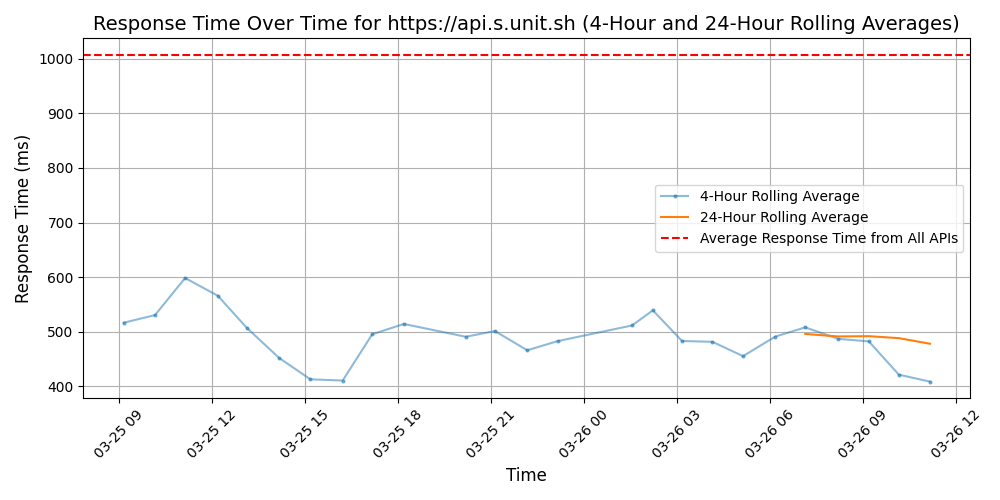 Response Time Over Time for https://api.s.unit.sh (4-Hour and 24-Hour Rolling Averages)
Response Time (ms)
1000
900
800
700
600
500
400
4-Hour Rolling Average
24-Hour Rolling Average
Average Response Time from All APIs
03-25 09
03-25 12
03-25 15
03-25 18
03-25 21
03-26 00
03-26 03
03-26 06
03-26 09
03-26 12
Time